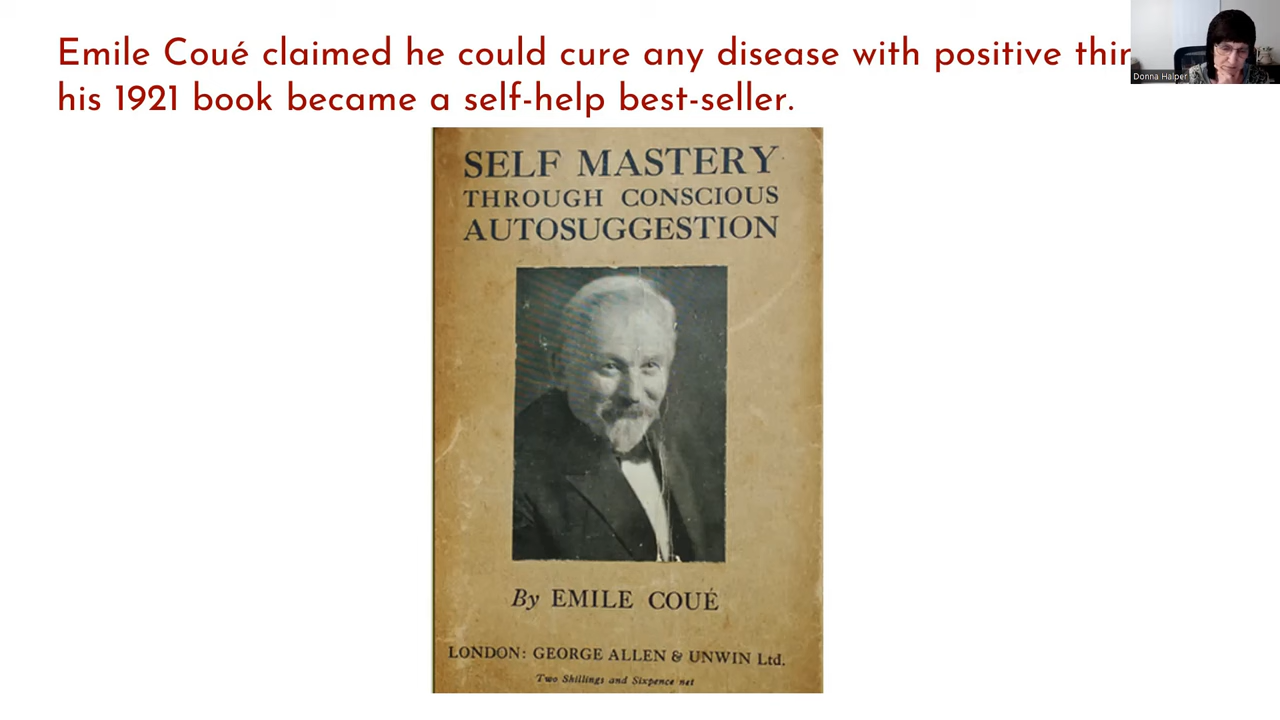 Emile Coué claimed he could cure any disease with positive
his 1921 book became a self-help best-seller.
Donna Halper
SELF MASTERY
THROUGH CONSCIOUS
AUTOSUGGESTION
By EMILE COUÉ
LONDON: GEORGE ALLEN & UNWIN Ltd.
Two Shillings and Sixpence net